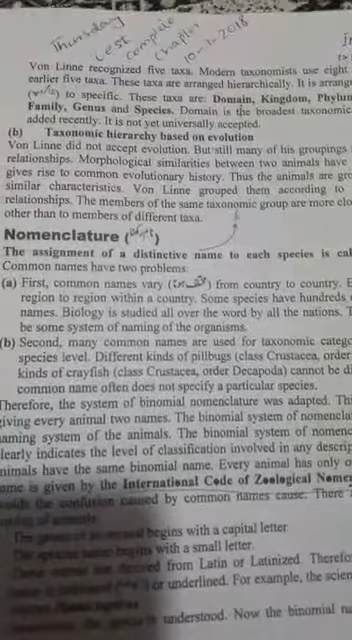 Thursday
Test
complete
chapter
10-1-2018
Von Linne recognized five taxa. Modern taxonomists use eight
earlier five taxa. These taxa are arranged hierarchically. It is arrang
to specific. These taxa are: Domain, Kingdom, Phylum
Family, Genus and Species. Domain is the broadest taxonomic
added recently. It is not yet universally accepted.
(b) Taxonomic hierarchy based on evolution
Von Linne did not accept evolution. But still many of his groupings
relationships. Morphological similarities between two animals have
gives rise to common evolutionary history. Thus the animals are gro
similar characteristics. Von Linne grouped them according to
relationships. The members of the same taxonomic group are more clo
other than to members of different taxa.
Nomenclature
The assignment of a distinctive name to each species is cal
Common names have two problems
(a) First, common names vary from country to country. E
region to region within a country. Some species have hundreds
names. Biology is studied all over the word by all the nations. T
be some system of naming of the organisms.
(b) Second, many common names are used for taxonomic catego
species level. Different kinds of pillbugs (class Crustacea, order
kinds of crayfish (class Crustacea, order Decapoda) cannot be di
common name often does not specify a particular species.
Therefore, the system of binomial nomenclature was adapted. Thi
giving every animal two names. The binomial system of nomencla
naming system of the animals. The binomial system of nomenc
learly indicates the level of classification involved in any descrip
nimals have the same binomial name. Every animal has only o
ame is given by the International Code of Zoological Nomen
the confusion caused by common names cause. There
begins with a capital letter
begins with a small letter.
from Latin or Latinized. Therefo
or underlined. For example, the scien
understood. Now the binomial na